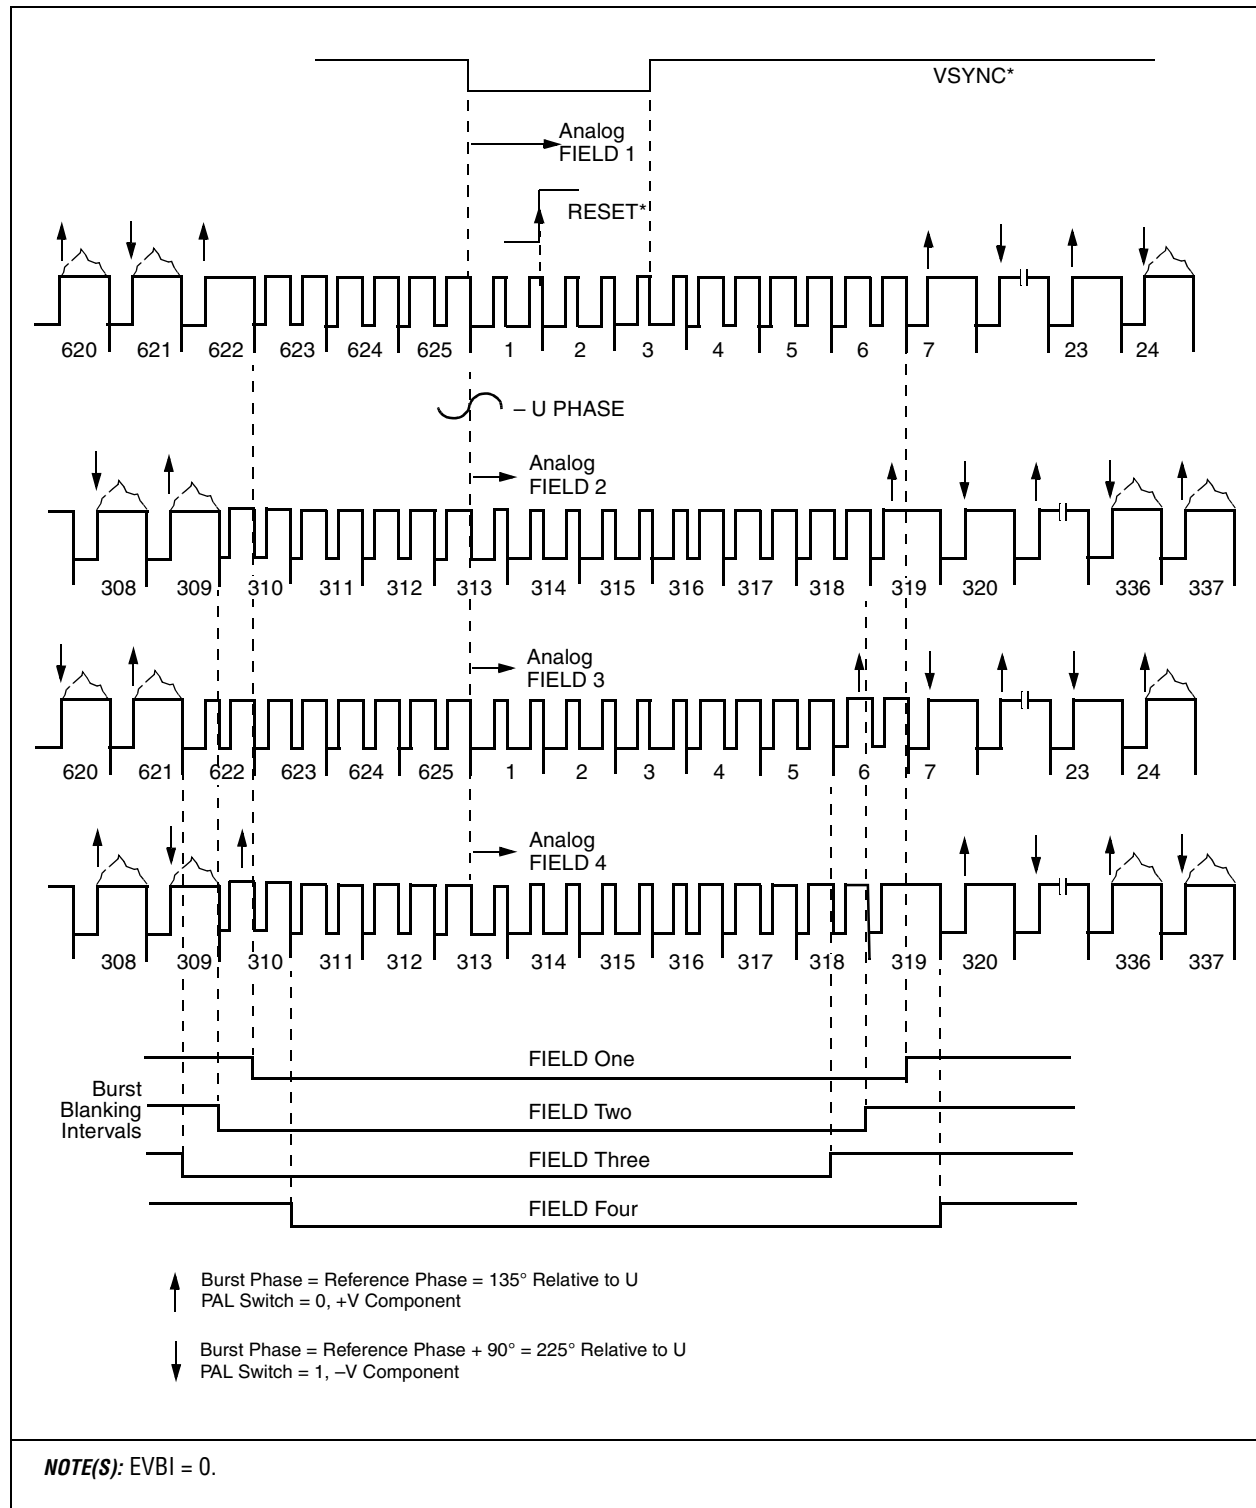 VSYNC*
Analog
FIELD 1
RESET*
620 621 622 623 624 625 1 2 3 4 5 6 7 23 24
– U PHASE
Analog
FIELD 2
308 309 310 311 312 313 314 315 316 317 318 319 320 336 337
Analog
FIELD 3
620 621 622 623 624 625 1 2 3 4 5 6 7 23 24
Analog
FIELD 4
308 309 310 311 312 313 314 315 316 317 318 319 320 336 337
FIELD One
Burst
Blanking
Intervals
FIELD Two
FIELD Three
FIELD Four
Burst Phase = Reference Phase = 135° Relative to U
PAL Switch = 0, +V Component
Burst Phase = Reference Phase + 90° = 225° Relative to U
PAL Switch = 1, –V Component
NOTE(S): EVBI = 0.